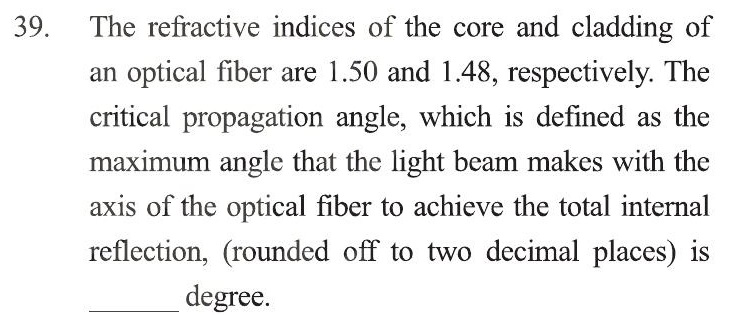 39. The refractive indices of the core and cladding of
an optical fiber are 1.50 and 1.48, respectively. The
critical propagation angle, which is defined as the
maximum angle that the light beam makes with the
axis of the optical fiber to achieve the total internal
reflection, (rounded off to two decimal places) is
________ degree.